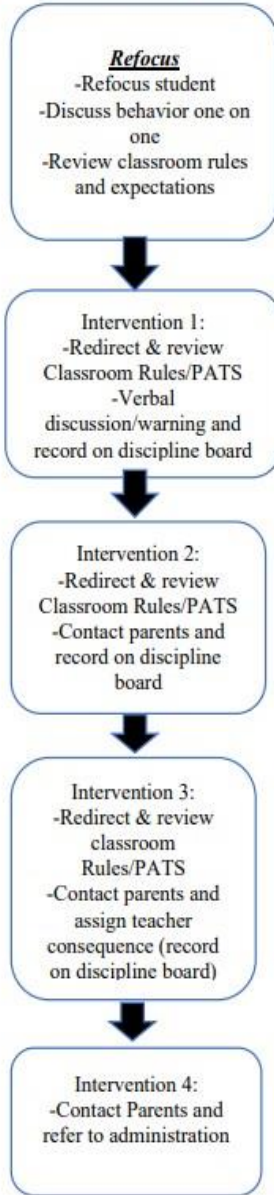 Refocus
-Refocus student
-Discuss behavior one on
one
-Review classroom rules
and expectations
Intervention 1:
-Redirect & review
Classroom Rules/PATS
-Verbal
discussion/warning and
record on discipline board
Intervention 2:
-Redirect & review
Classroom Rules/PATS
-Contact parents and
record on discipline
board
Intervention 3:
-Redirect & review
classroom
Rules/PATS
-Contact parents and
assign teacher
consequence (record
on discipline board)
Intervention 4:
-Contact Parents and
refer to administration